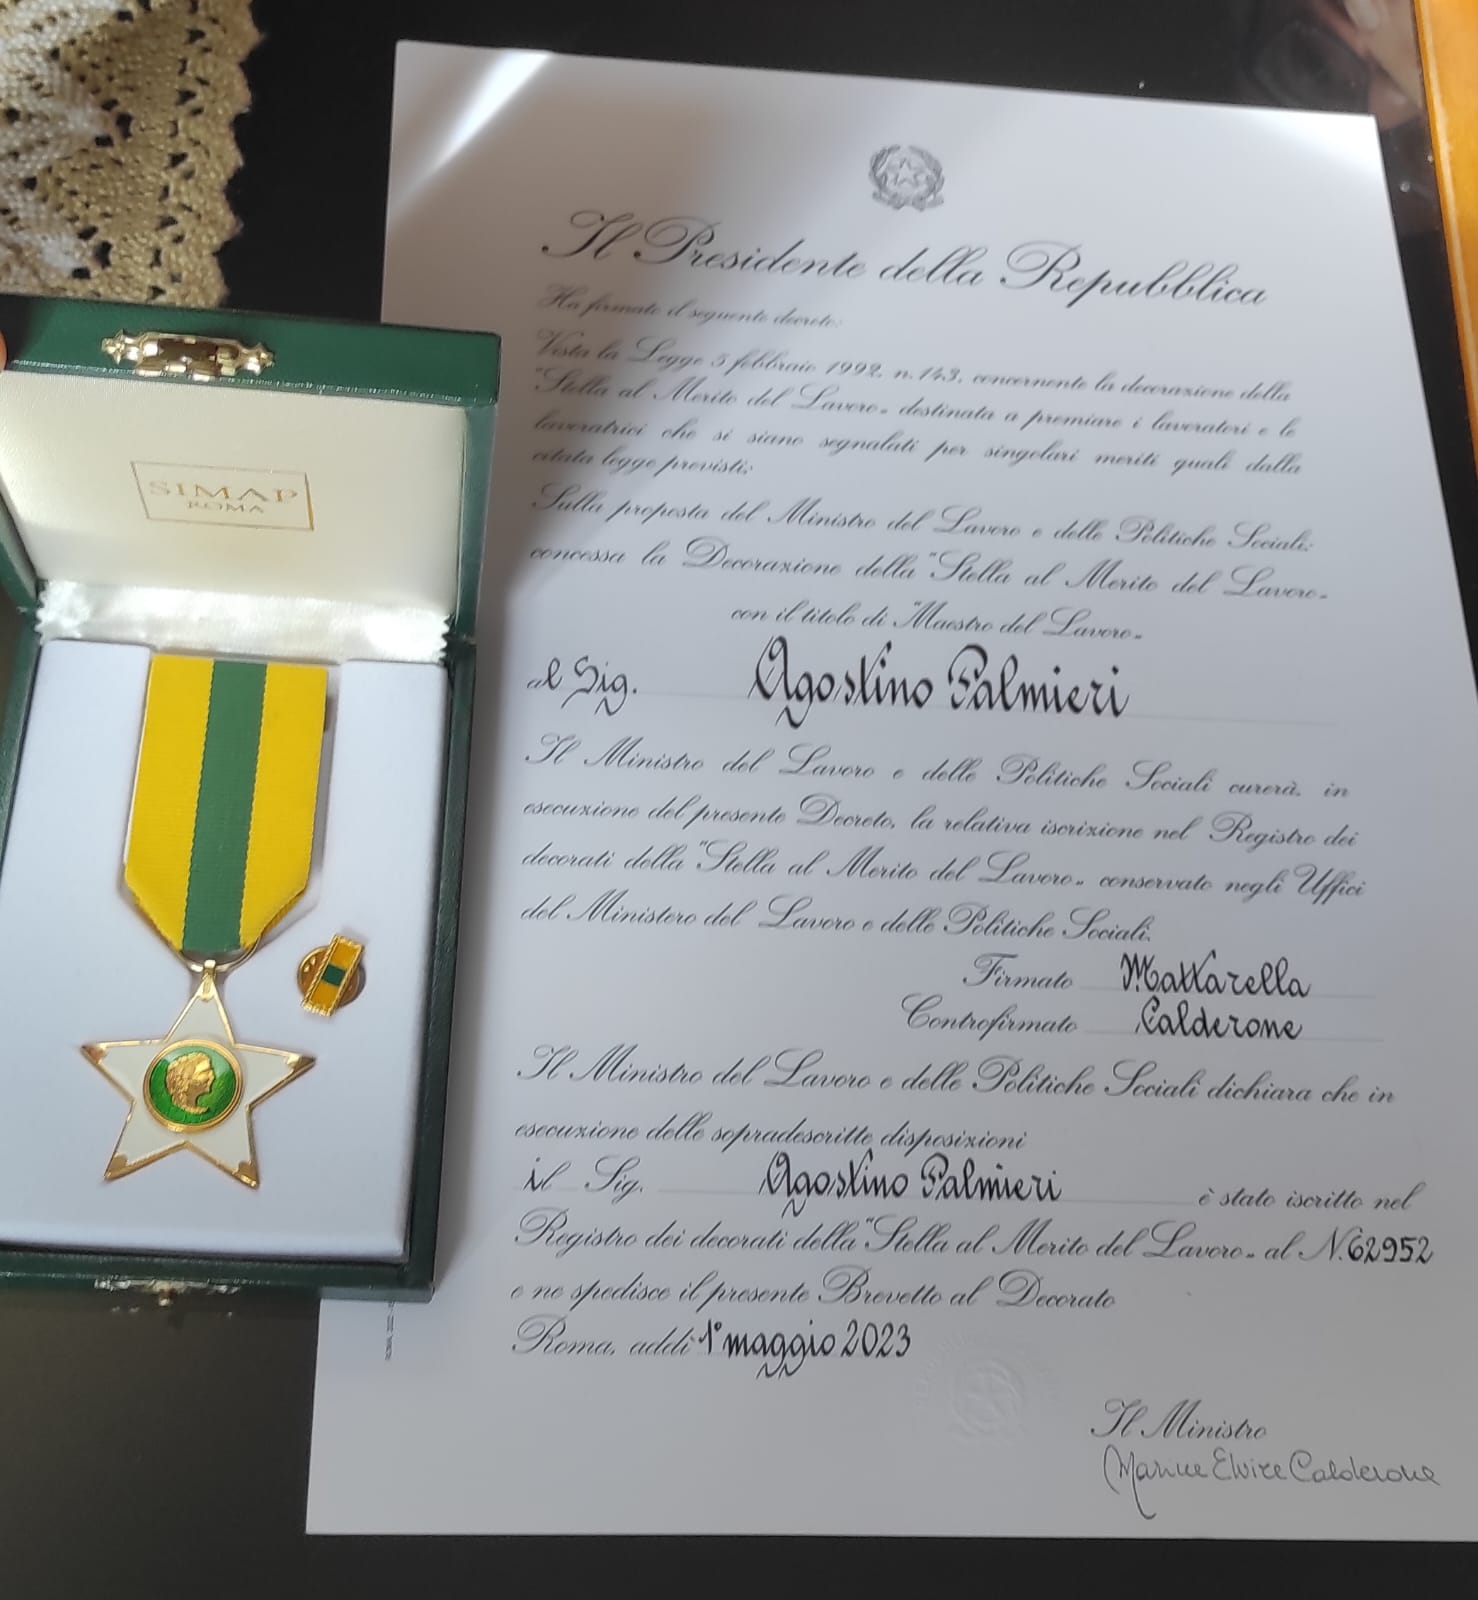 SIMAP
ROMA
Il Presidente della Repubblica
Ha firmato il seguente decreto:
Vista la Legge 5 febbraio 1992, n. 143, concernente la decorazione della
"Stella al Merito del Lavoro" destinata a premiare i lavoratori e le
lavoratrici che si siano segnalati per singolari meriti quali dalla
citata legge previsti;
Sulla proposta del Ministro del Lavoro e delle Politiche Sociali;
concessa la Decorazione della "Stella al Merito del Lavoro"
con il titolo di "Maestro del Lavoro"
al Sig. Agostino Palmieri
Il Ministro del Lavoro e delle Politiche Sociali curerà, in
esecuzione del presente Decreto, la relativa iscrizione nel Registro dei
decorati della "Stella al Merito del Lavoro" conservato negli Uffici
del Ministero del Lavoro e delle Politiche Sociali.
Firmato Mattarella
Controfirmato Calderone
Il Ministro del Lavoro e delle Politiche Sociali dichiara che in
esecuzione delle sopradescritte disposizioni
il Sig. Agostino Palmieri è stato iscritto nel
Registro dei decorati della "Stella al Merito del Lavoro" al N. 62952
e ne spedisce il presente Brevetto al Decorato
Roma, addì 1° maggio 2023
Il Ministro
Marina Elvira Calderone